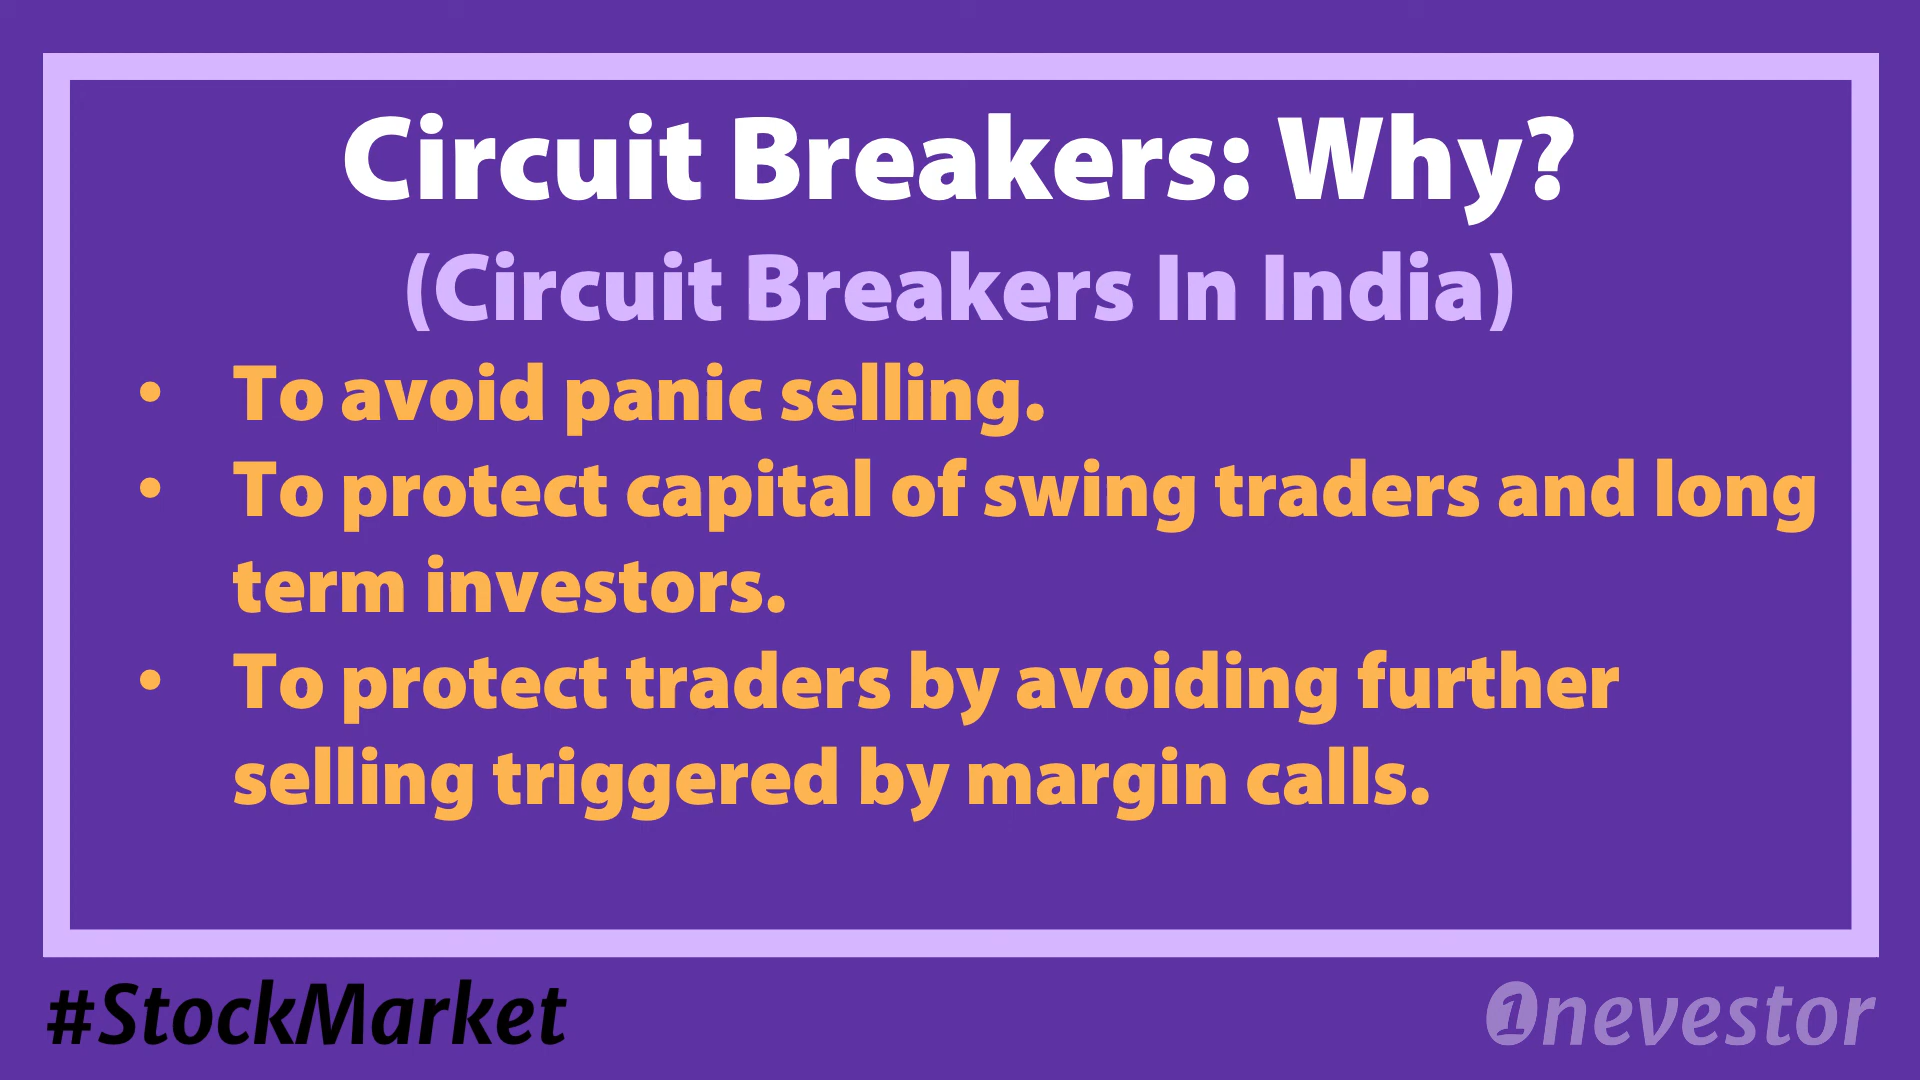 Circuit Breakers: Why?
(Circuit Breakers In India)
• To avoid panic selling.
• To protect capital of swing traders and long
term investors.
• To protect traders by avoiding further
selling triggered by margin calls.
#StockMarket
1nevestor